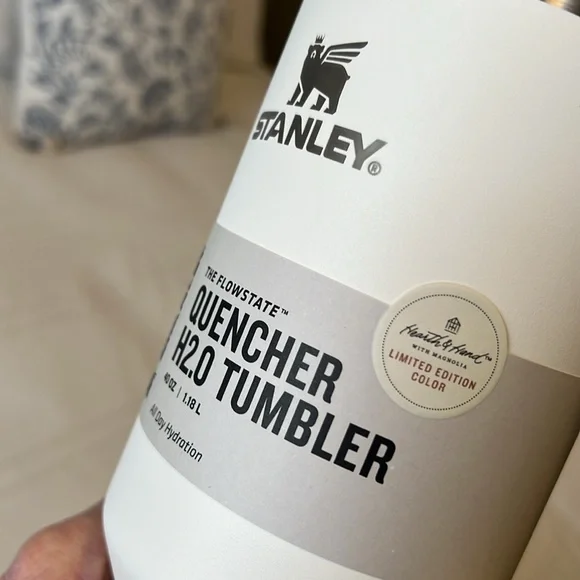 STANLEY®
THE FLOWSTATE™
QUENCHER
H2.0 TUMBLER
40 OZ | 1.18 L
All Day Hydration
Hearth & Hand™
WITH MAGNOLIA
LIMITED EDITION
COLOR